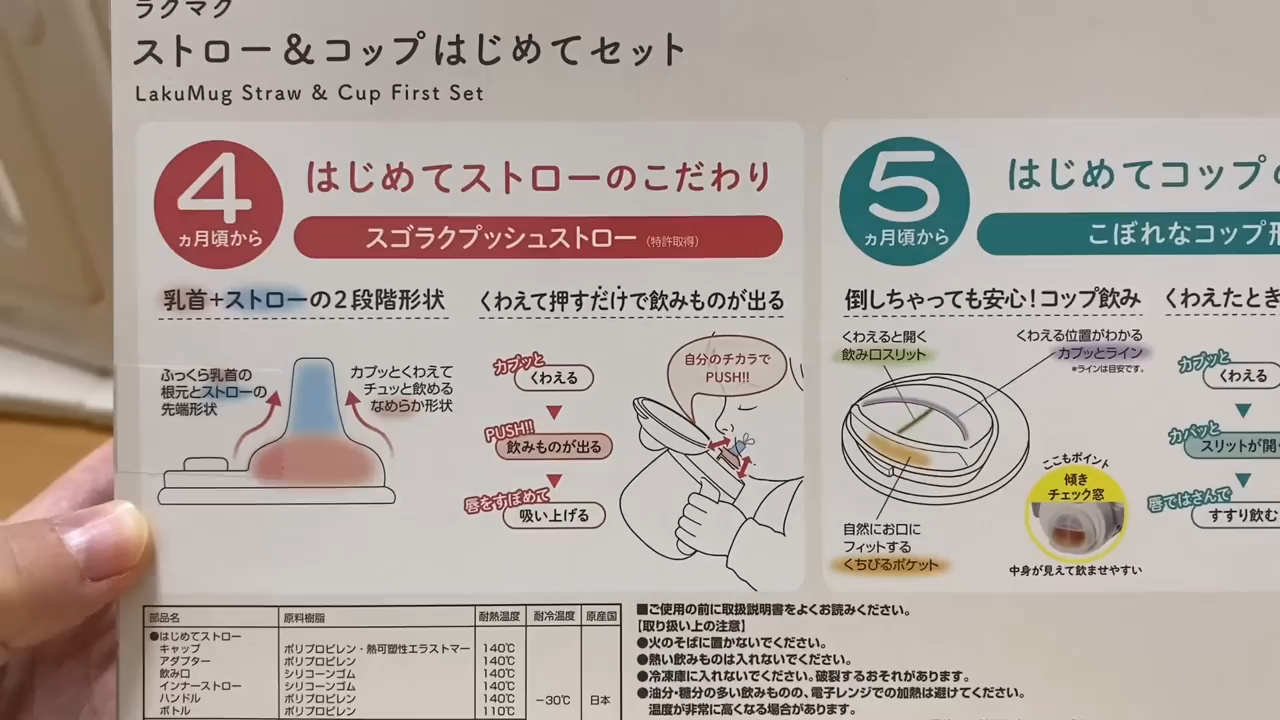 ラクマグ
ストロー&コップはじめてセット
LakuMug Straw & Cup First Set
4
ヵ月頃から
はじめてストローのこだわり
スゴラクプッシュストロー (特許取得)
乳首+ストローの2段階形状
ふっくら乳首の
根元とストローの
先端形状
カプッとくわえて
チュッと飲める
なめらか形状
くわえて押すだけで飲みものが出る
カプッと
くわえる
PUSH!!
飲みものが出る
唇をすぼめて
吸い上げる
自分のチカラで
PUSH!!
5
ヵ月頃から
はじめてコップ
こぼれなコップ形
倒しちゃっても安心!コップ飲み
くわえると開く
飲み口スリット
くわえる位置がわかる
カプッとライン
*ラインは目安です。
自然にお口に
フィットする
くちびるポケット
ここもポイント
傾き
チェック窓
中身が見えて飲ませやすい
くわえたとき
カプッと
くわえる
カパッと
スリットが開く
唇ではさんで
すすり飲む
部品名 原料樹脂 耐熱温度 耐冷温度 原産国
●はじめてストロー
キャップ ポリプロピレン・熱可塑性エラストマー 140℃
アダプター ポリプロピレン 140℃
飲み口 シリコーンゴム 140℃
インナーストロー シリコーンゴム 140℃
ハンドル ポリプロピレン 140℃ -30℃ 日本
ボトル ポリプロピレン 110℃
■ご使用の前に取扱説明書をよくお読みください。
【取り扱い上の注意】
●火のそばに置かないでください。
●熱い飲みものは入れないでください。
●冷凍庫に入れないでください。破裂するおそれがあります。
●油分・糖分の多い飲みものの、電子レンジでの加熱は避けてください。
温度が非常に高くなる場合があります。